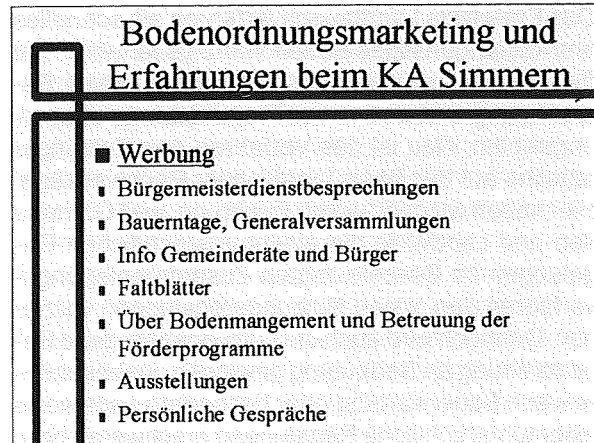 Bodenordnungsmarketing und
Erfahrungen beim KA Simmern
Werbung
Bürgermeisterdienstbesprechungen
Bauerntage, Generalversammlungen
Info Gemeinderäte und Bürger
Faltblätter
Über Bodenmangement und Betreuung der
Förderprogramme
Ausstellungen
Persönliche Gespräche